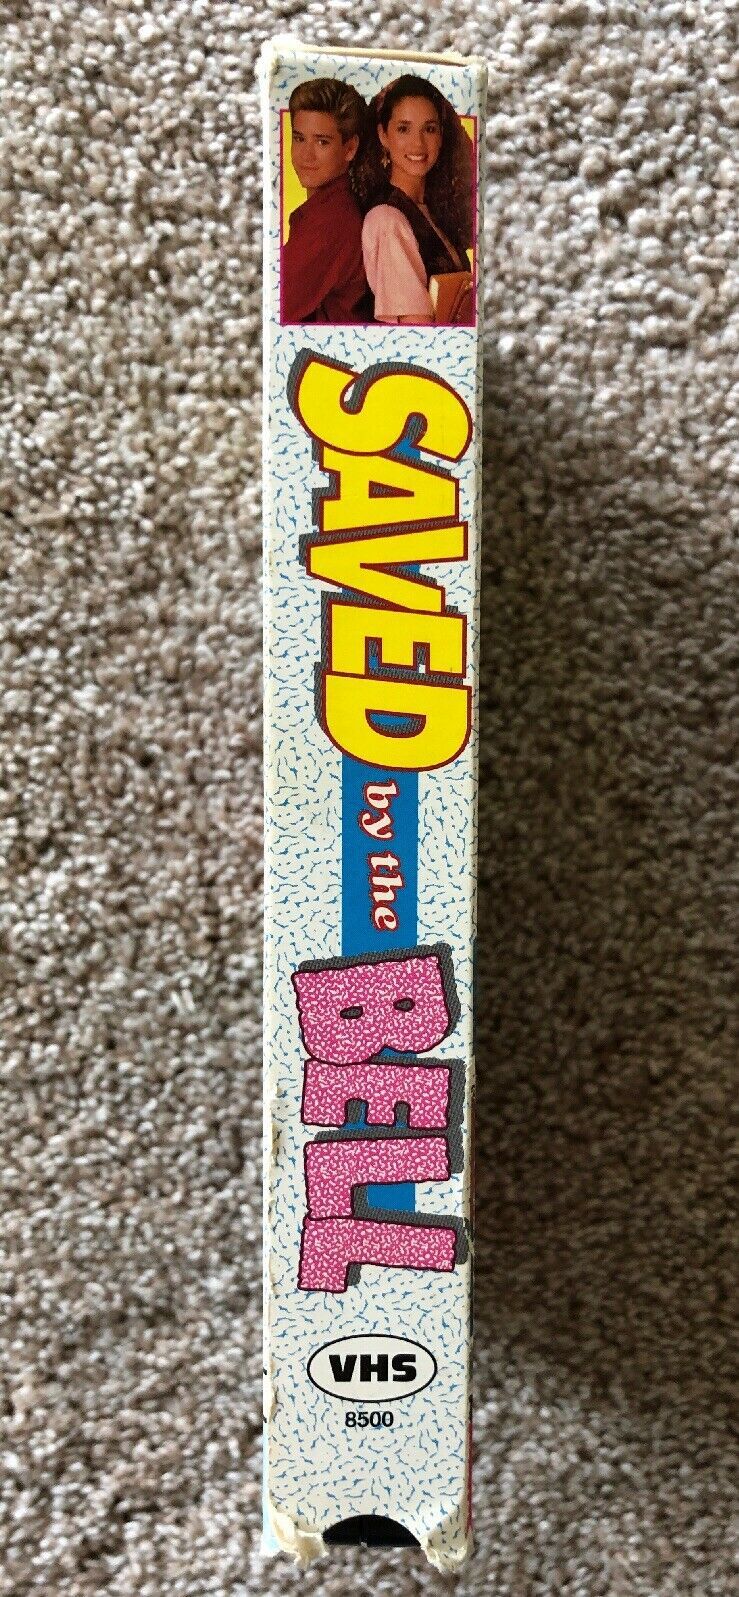 SAVED
by the
BELL
VHS
8500